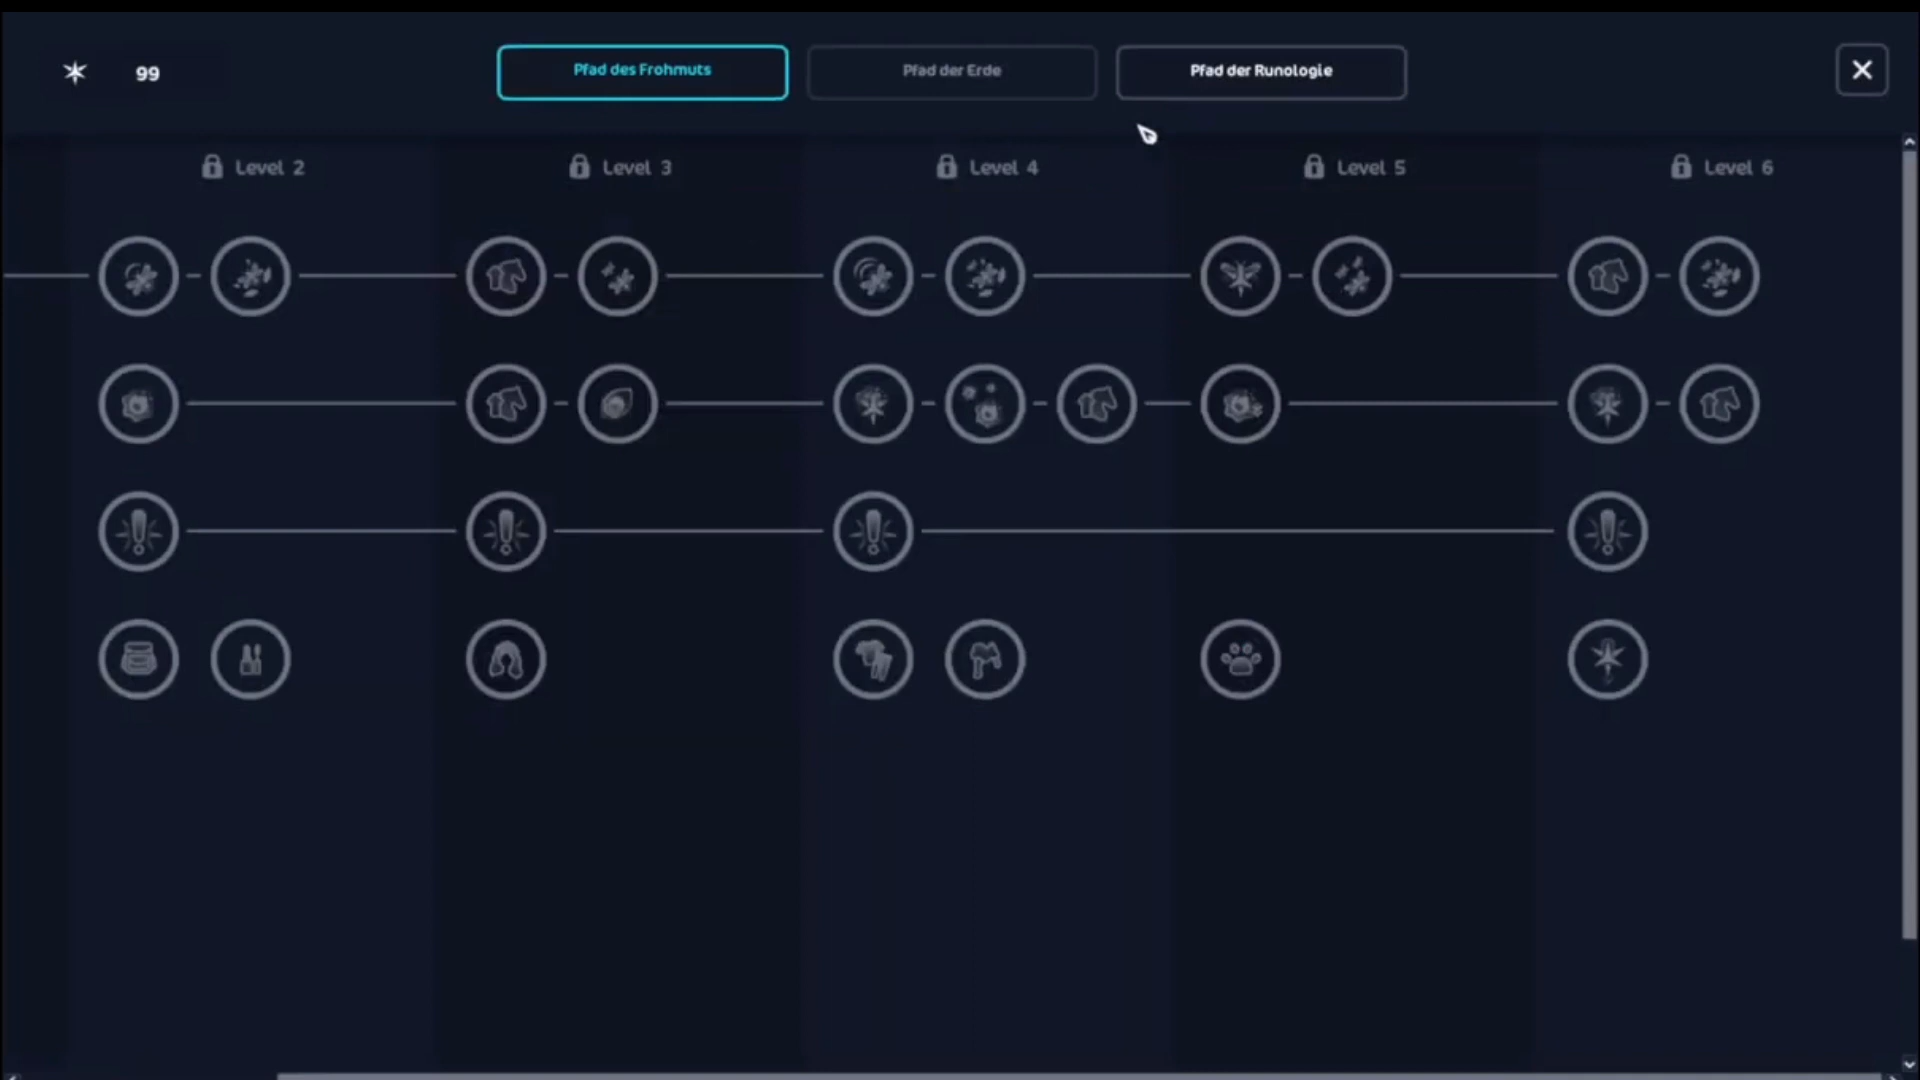 99
Pfad des Frohmuts
Pfad der Erde
Pfad der Runologie
Level 2
Level 3
Level 4
Level 5
Level 6